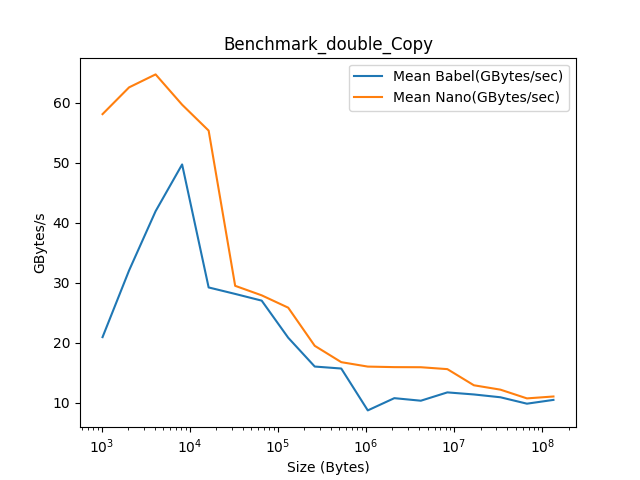 Benchmark_double_Copy
Mean Babel(GBytes/sec)
Mean Nano(GBytes/sec)
GBytes/s
60
50
40
30
20
10
10³ 10⁴ 10⁵ 10⁶ 10⁷ 10⁸
Size (Bytes)